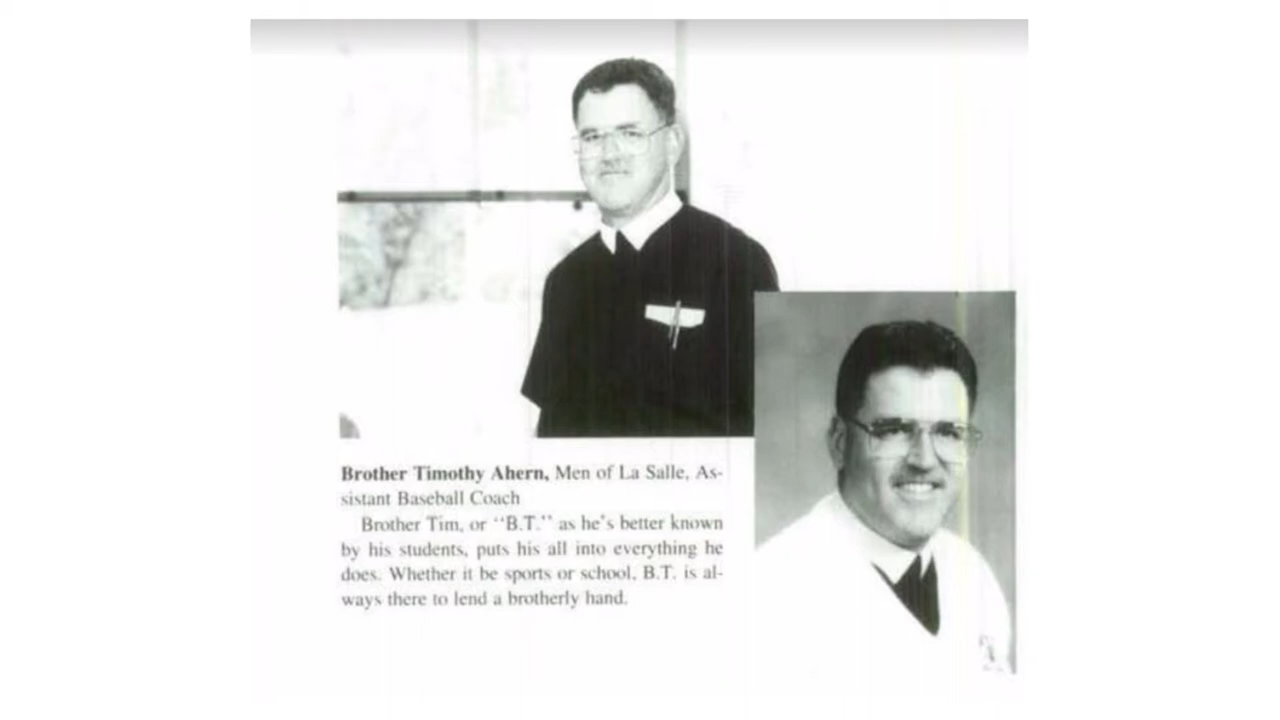 Brother Timothy Ahern, Men of La Salle, As-
sistant Baseball Coach
Brother Tim, or "B.T." as he's better known
by his students, puts his all into everything he
does. Whether it be sports or school, B.T. is al-
ways there to lend a brotherly hand.